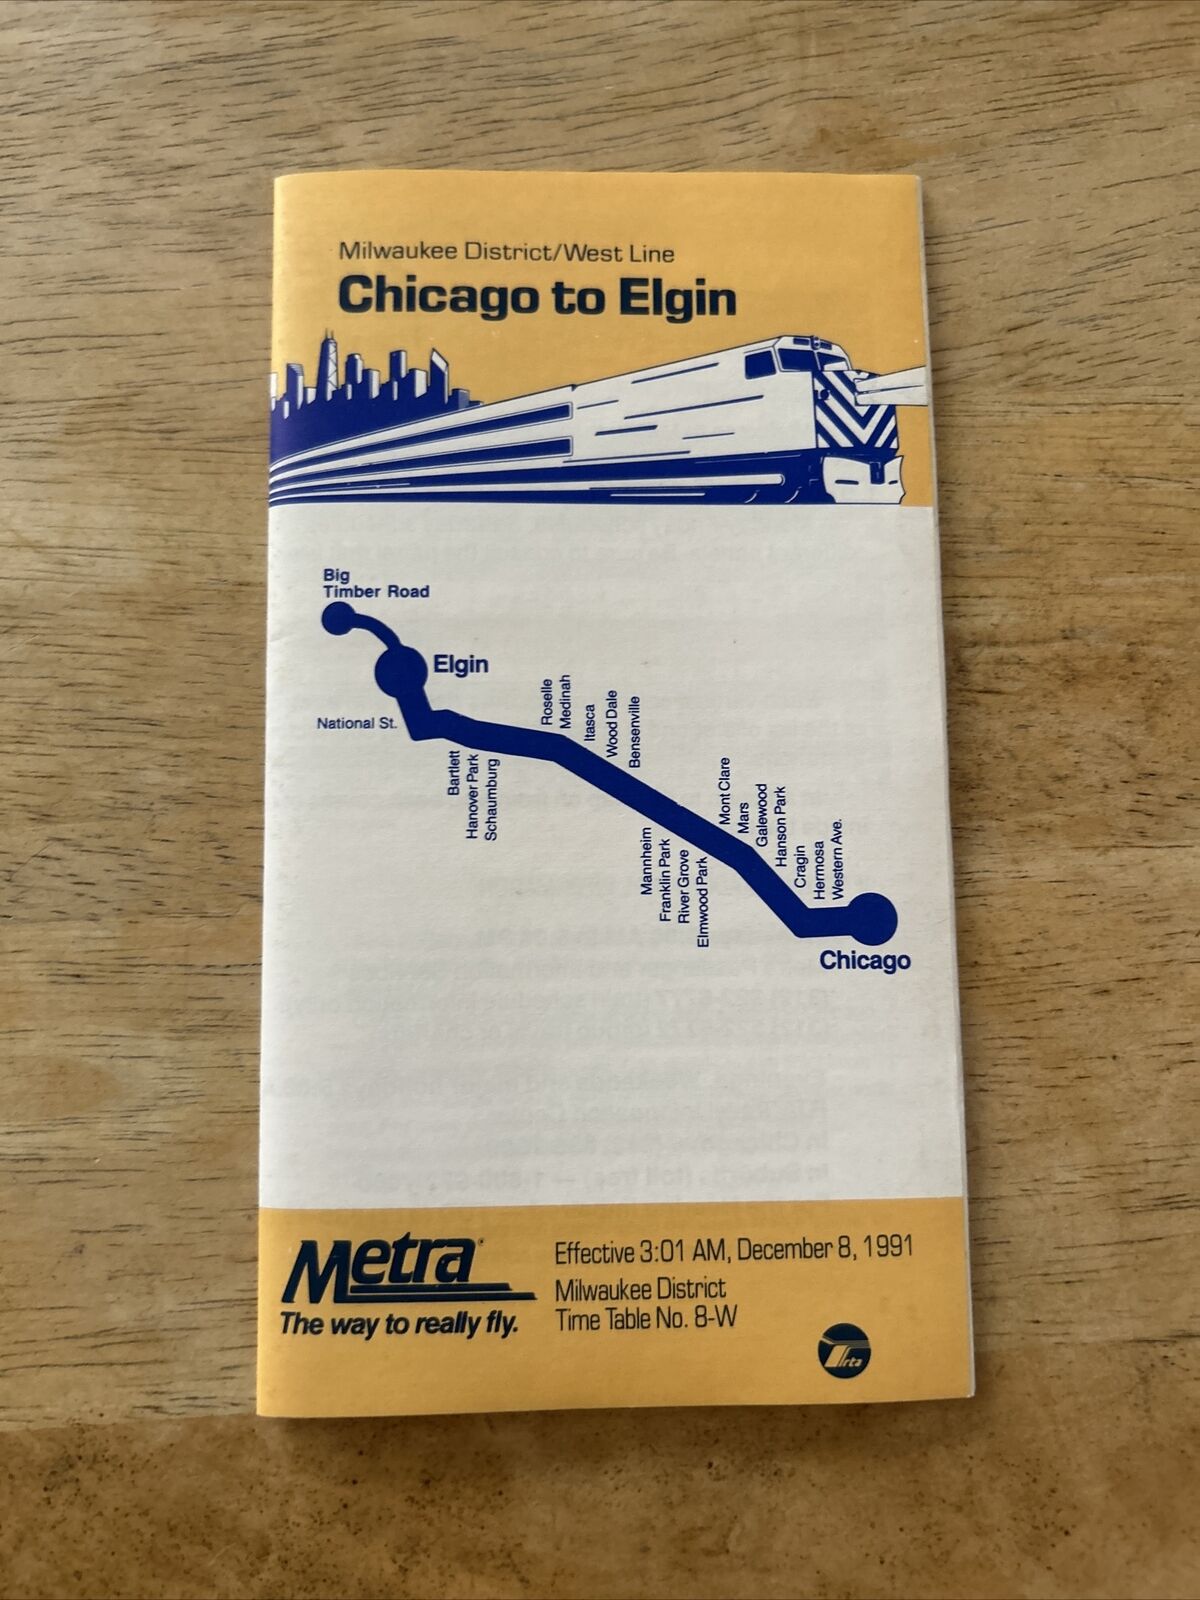 Milwaukee District/West Line
Chicago to Elgin
Big
Timber Road
Elgin
National St.
Bartlett
Hanover Park
Schaumburg
Roselle
Medinah
Itasca
Wood Dale
Bensenville
Mannheim
Franklin Park
River Grove
Elmwood Park
Mont Clare
Mars
Galewood
Hanson Park
Cragin
Hermosa
Western Ave.
Chicago
Metra
The way to really fly.
Effective 3:01 AM, December 8, 1991
Milwaukee District
Time Table No. 8-W
rta